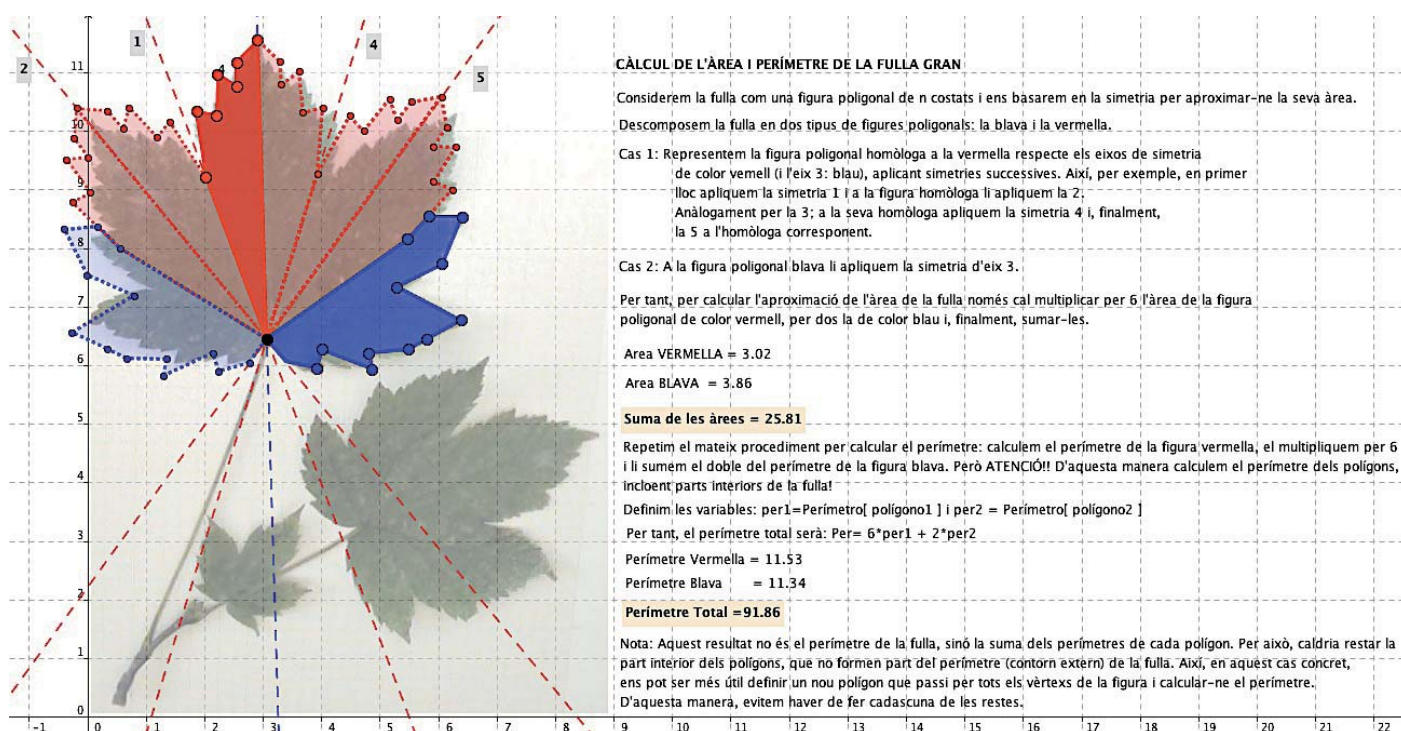 CÀLCUL DE L'ÀREA I PERÍMETRE DE LA FULLA GRAN
Considerem la fulla com una figura poligonal de n costats i ens basarem en la simetria per aproximar-ne la seva àrea.
Descomposem la fulla en dos tipus de figures poligonals: la blava i la vermella.
Cas 1: Representem la figura poligonal homòloga a la vermella respecte els eixos de simetria
de color vemell (i l'eix 3: blau), aplicant simetries successives. Així, per exemple, en primer
lloc apliquem la simetria 1 i a la figura homòloga li apliquem la 2.
Anàlogament per la 3; a la seva homòloga apliquem la simetria 4 i, finalment,
la 5 a l'homòloga corresponent.
Cas 2: A la figura poligonal blava li apliquem la simetria d'eix 3.
Per tant, per calcular l'aproximació de l'àrea de la fulla només cal multiplicar per 6 l'àrea de la figura
poligonal de color vermell, per dos la de color blau i, finalment, sumar-les.
Area VERMELLA = 3.02
Area BLAVA = 3.86
Suma de les àrees = 25.81
Repetim el mateix procediment per calcular el perímetre: calculem el perímetre de la figura vermella, el multipliquem per 6
i li sumem el doble del perímetre de la figura blava. Però ATENCIÓ!! D'aquesta manera calculem el perímetre dels polígons,
incloent parts interiors de la fulla!
Definim les variables: per1=Perímetro[ polígono1 ] i per2 = Perímetro[ polígono2 ]
Per tant, el perímetre total serà: Per= 6*per1 + 2*per2
Perímetre Vermella = 11.53
Perímetre Blava = 11.34
Perímetre Total =91.86
Nota: Aquest resultat no és el perímetre de la fulla, sinó la suma dels perímetres de cada polígon. Per això, caldria restar la
part interior dels polígons, que no formen part del perímetre (contorn extern) de la fulla. Així, en aquest cas concret,
ens pot ser més útil definir un nou polígon que passi per tots els vèrtexs de la figura i calcular-ne el perímetre.
D'aquesta manera, evitem haver de fer cadascuna de les restes.
1
2
4
5
11
10
9
8
7
6
5
4
3
2
1
0
-1 0 1 2 3 4 5 6 7 8 9 10 11 12 13 14 15 16 17 18 19 20 21 22